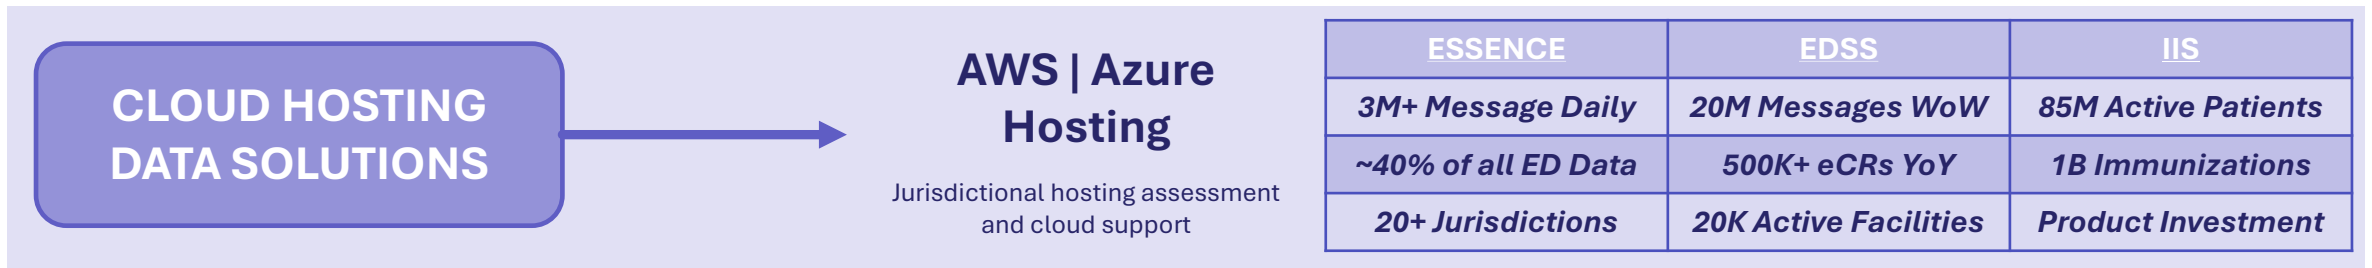 CLOUD HOSTING
DATA SOLUTIONS
AWS | Azure
Hosting
Jurisdictional hosting assessment
and cloud support
ESSENCE EDSS IIS
3M+ Message Daily 20M Messages WoW 85M Active Patients
~40% of all ED Data 500K+ eCRs YoY 1B Immunizations
20+ Jurisdictions 20K Active Facilities Product Investment